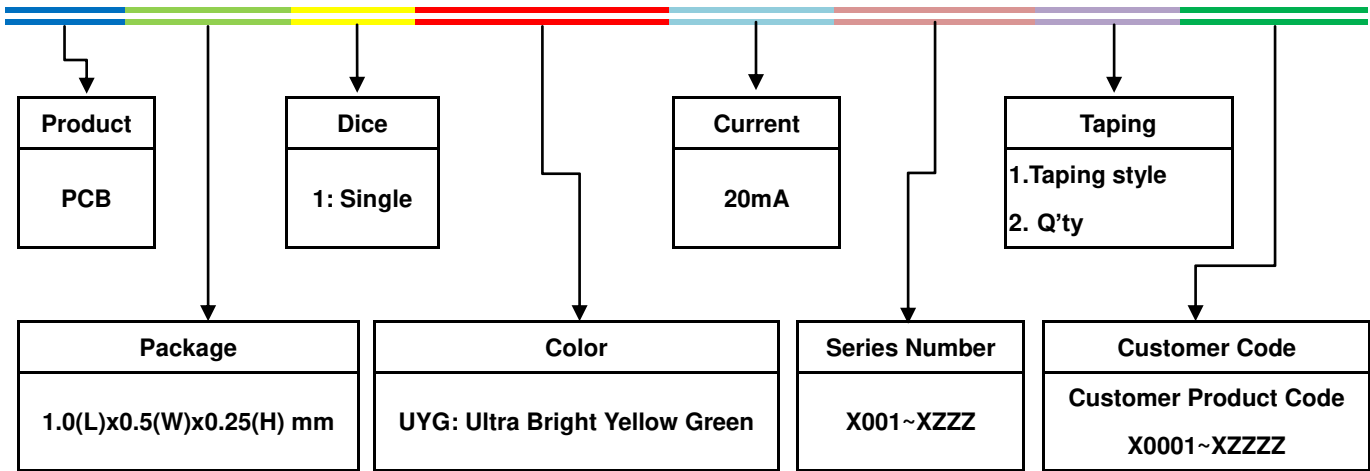 Product
PCB
Dice
1: Single
Current
20mA
Taping
1.Taping style
2. Q’ty
Package
1.0(L)x0.5(W)x0.25(H) mm
Color
UYG: Ultra Bright Yellow Green
Series Number
X001~XZZZ
Customer Code
Customer Product Code
X0001~XZZZZ